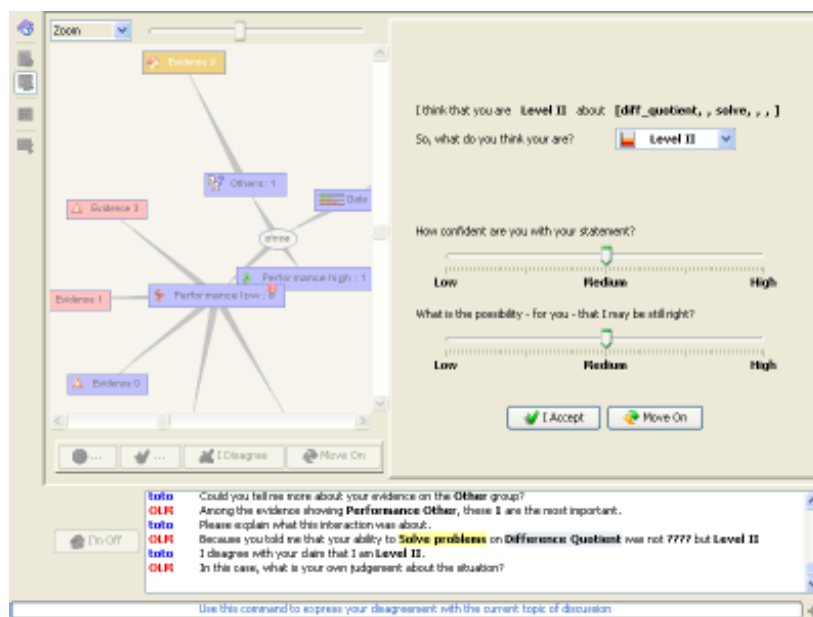 Zoom
Evidence 0
Others : 1
Data
Evidence 3
Performance high : 1
Evidence 1
Performance low : 8
Evidence 0
...
...
I Disagree
Move On
I think that you are Level II about [diff_quotient, , solve, , , ]
So, what do you think your are?
Level II
How confident are you with your statement?
Low Medium High
What is the possibility - for you - that I may be still right?
Low Medium High
I Accept
Move On
I'm Off
toto Could you tell me more about your evidence on the Other group?
OLM Among the evidence showing Performance Other, these 1 are the most important.
toto Please explain what this interaction was about.
OLM Because you told me that your ability to Solve problems on Difference Quotient was not ???? but Level II
toto I disagree with your claim that I am Level II.
OLM In this case, what is your own judgement about the situation?
Use this command to express your disagreement with the current topic of discussion